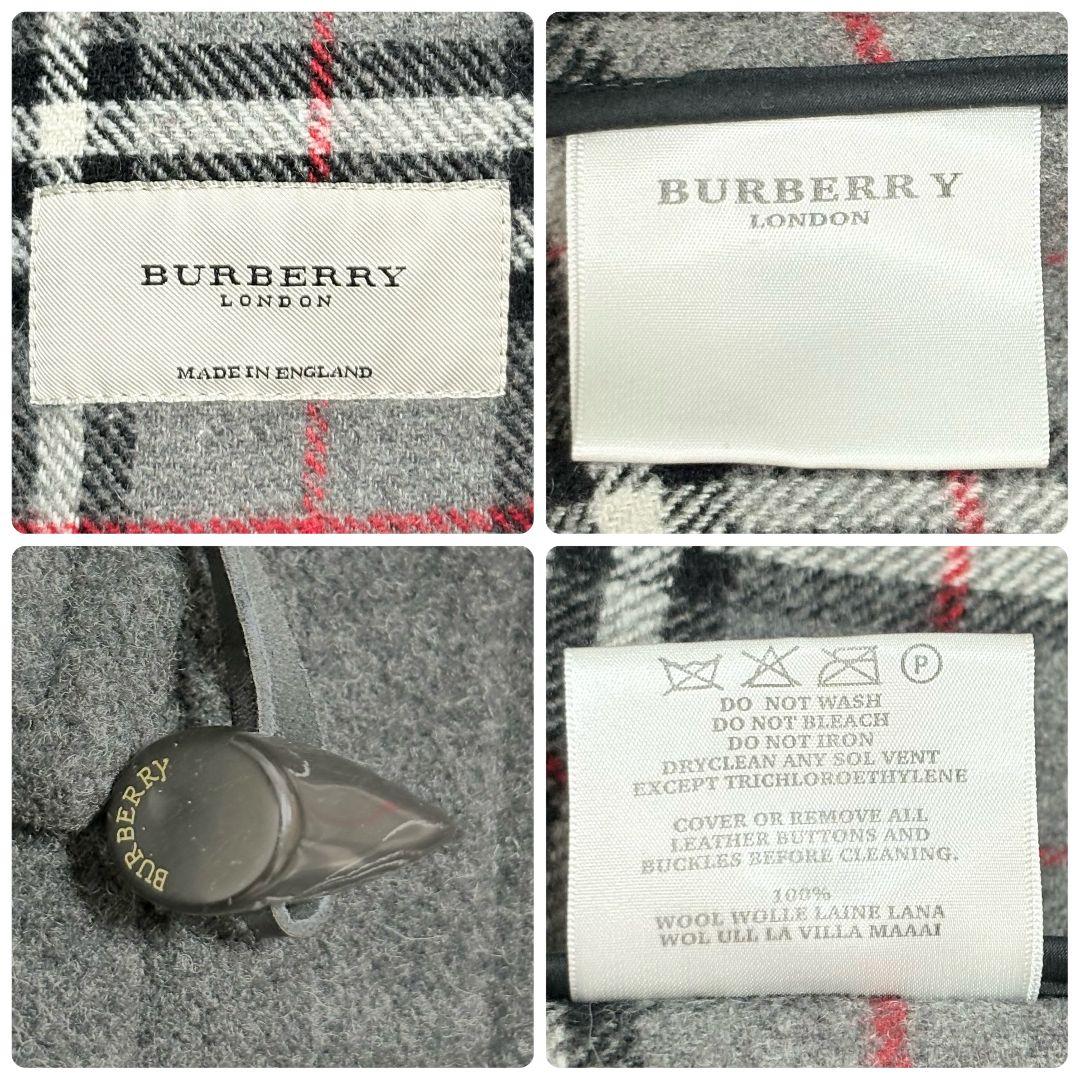 BURBERRY
LONDON
MADE IN ENGLAND
BURBERRY
LONDON
BURBERRY
P
DO NOT WASH
DO NOT BLEACH
DO NOT IRON
DRYCLEAN ANY SOL VENT
EXCEPT TRICHLOROETHYLENE
COVER OR REMOVE ALL
LEATHER BUTTONS AND
BUCKLES BEFORE CLEANING.
100%
WOOL WOLLE LAINE LANA
WOL ULL LA VILLA MAAAI